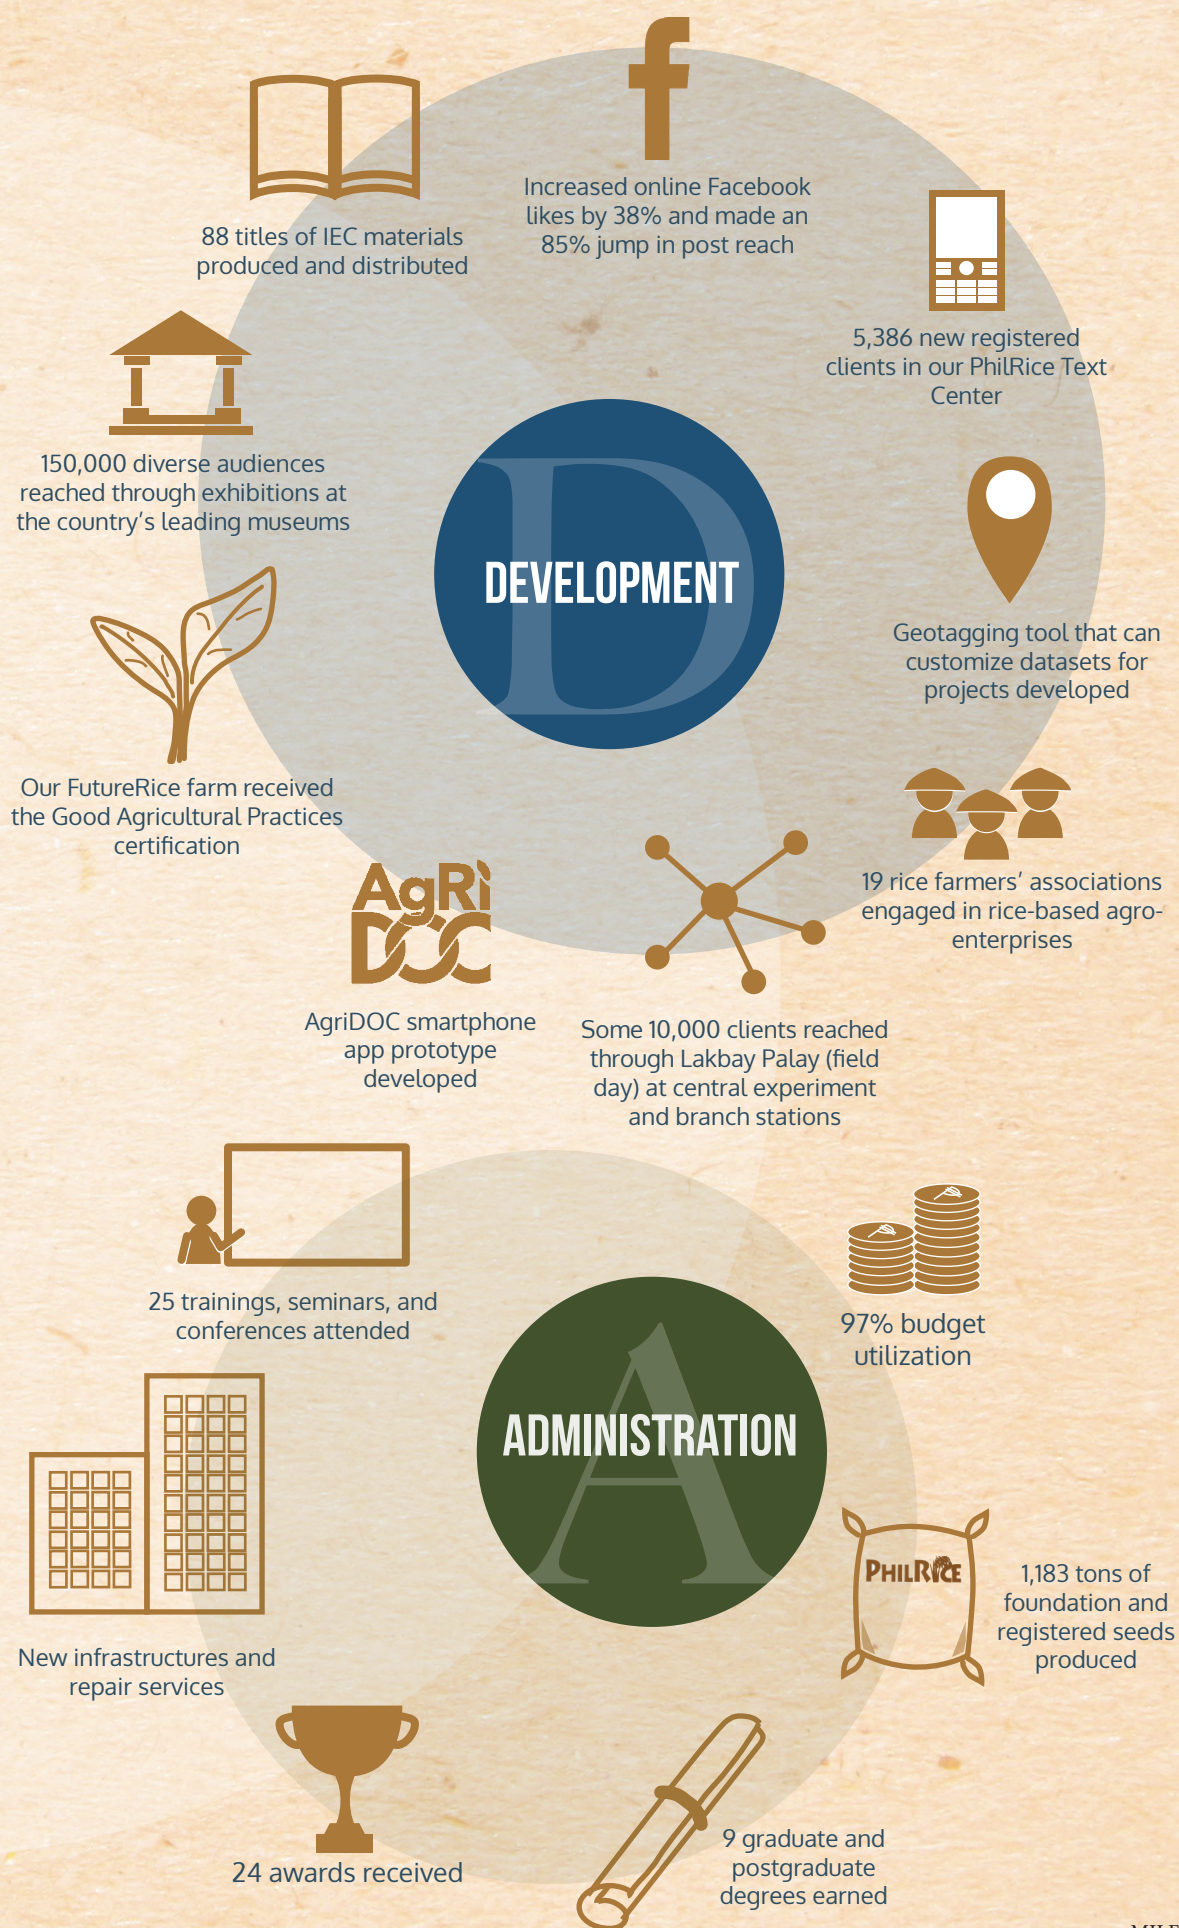 Increased online Facebook
likes by 38% and made an
85% jump in post reach
88 titles of IEC materials
produced and distributed
5,386 new registered
clients in our PhilRice Text
Center
150,000 diverse audiences
reached through exhibitions at
the country's leading museums
D
DEVELOPMENT
Geotagging tool that can
customize datasets for
projects developed
Our FutureRice farm received
the Good Agricultural Practices
certification
19 rice farmers' associations
engaged in rice-based agro-
enterprises
AgRi
DOC
AgriDOC smartphone
app prototype
developed
Some 10,000 clients reached
through Lakbay Palay (field
day) at central experiment
and branch stations
25 trainings, seminars, and
conferences attended
97% budget
utilization
A
ADMINISTRATION
PHILRICE
1,183 tons of
foundation and
registered seeds
produced
New infrastructures and
repair services
24 awards received
9 graduate and
postgraduate
degrees earned